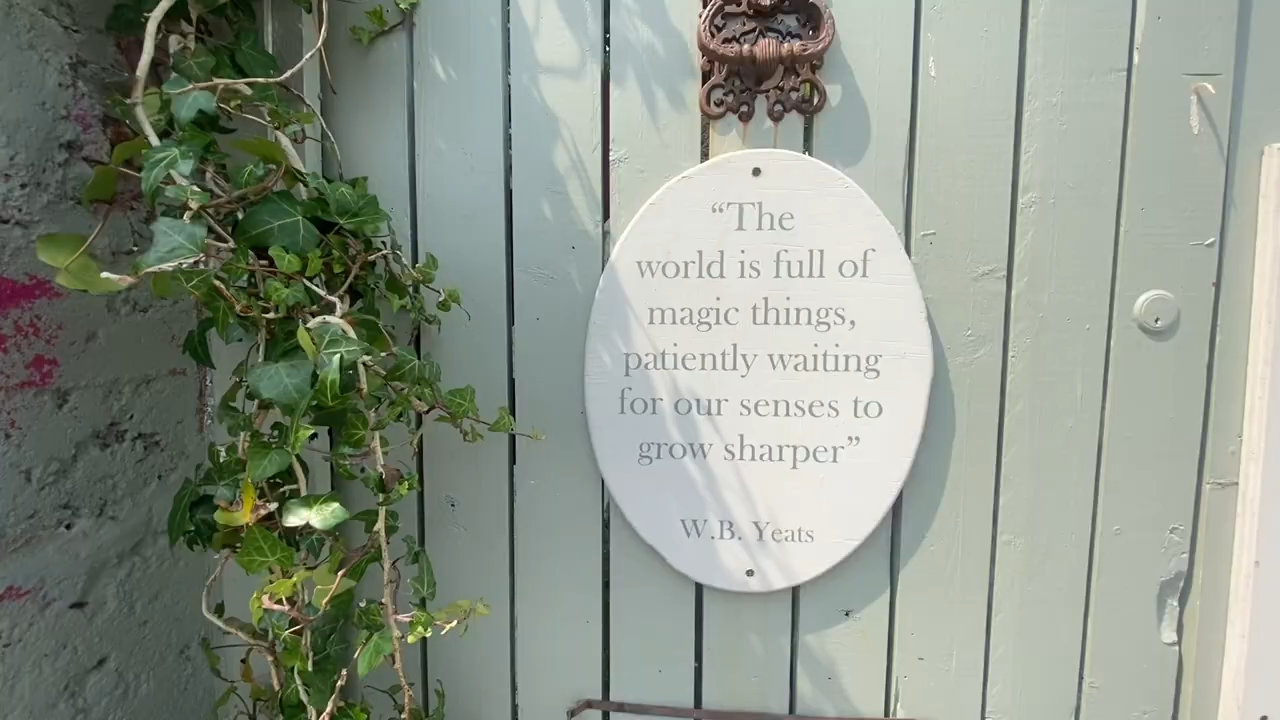 “The
world is full of
magic things,
patiently waiting
for our senses to
grow sharper”
W.B. Yeats